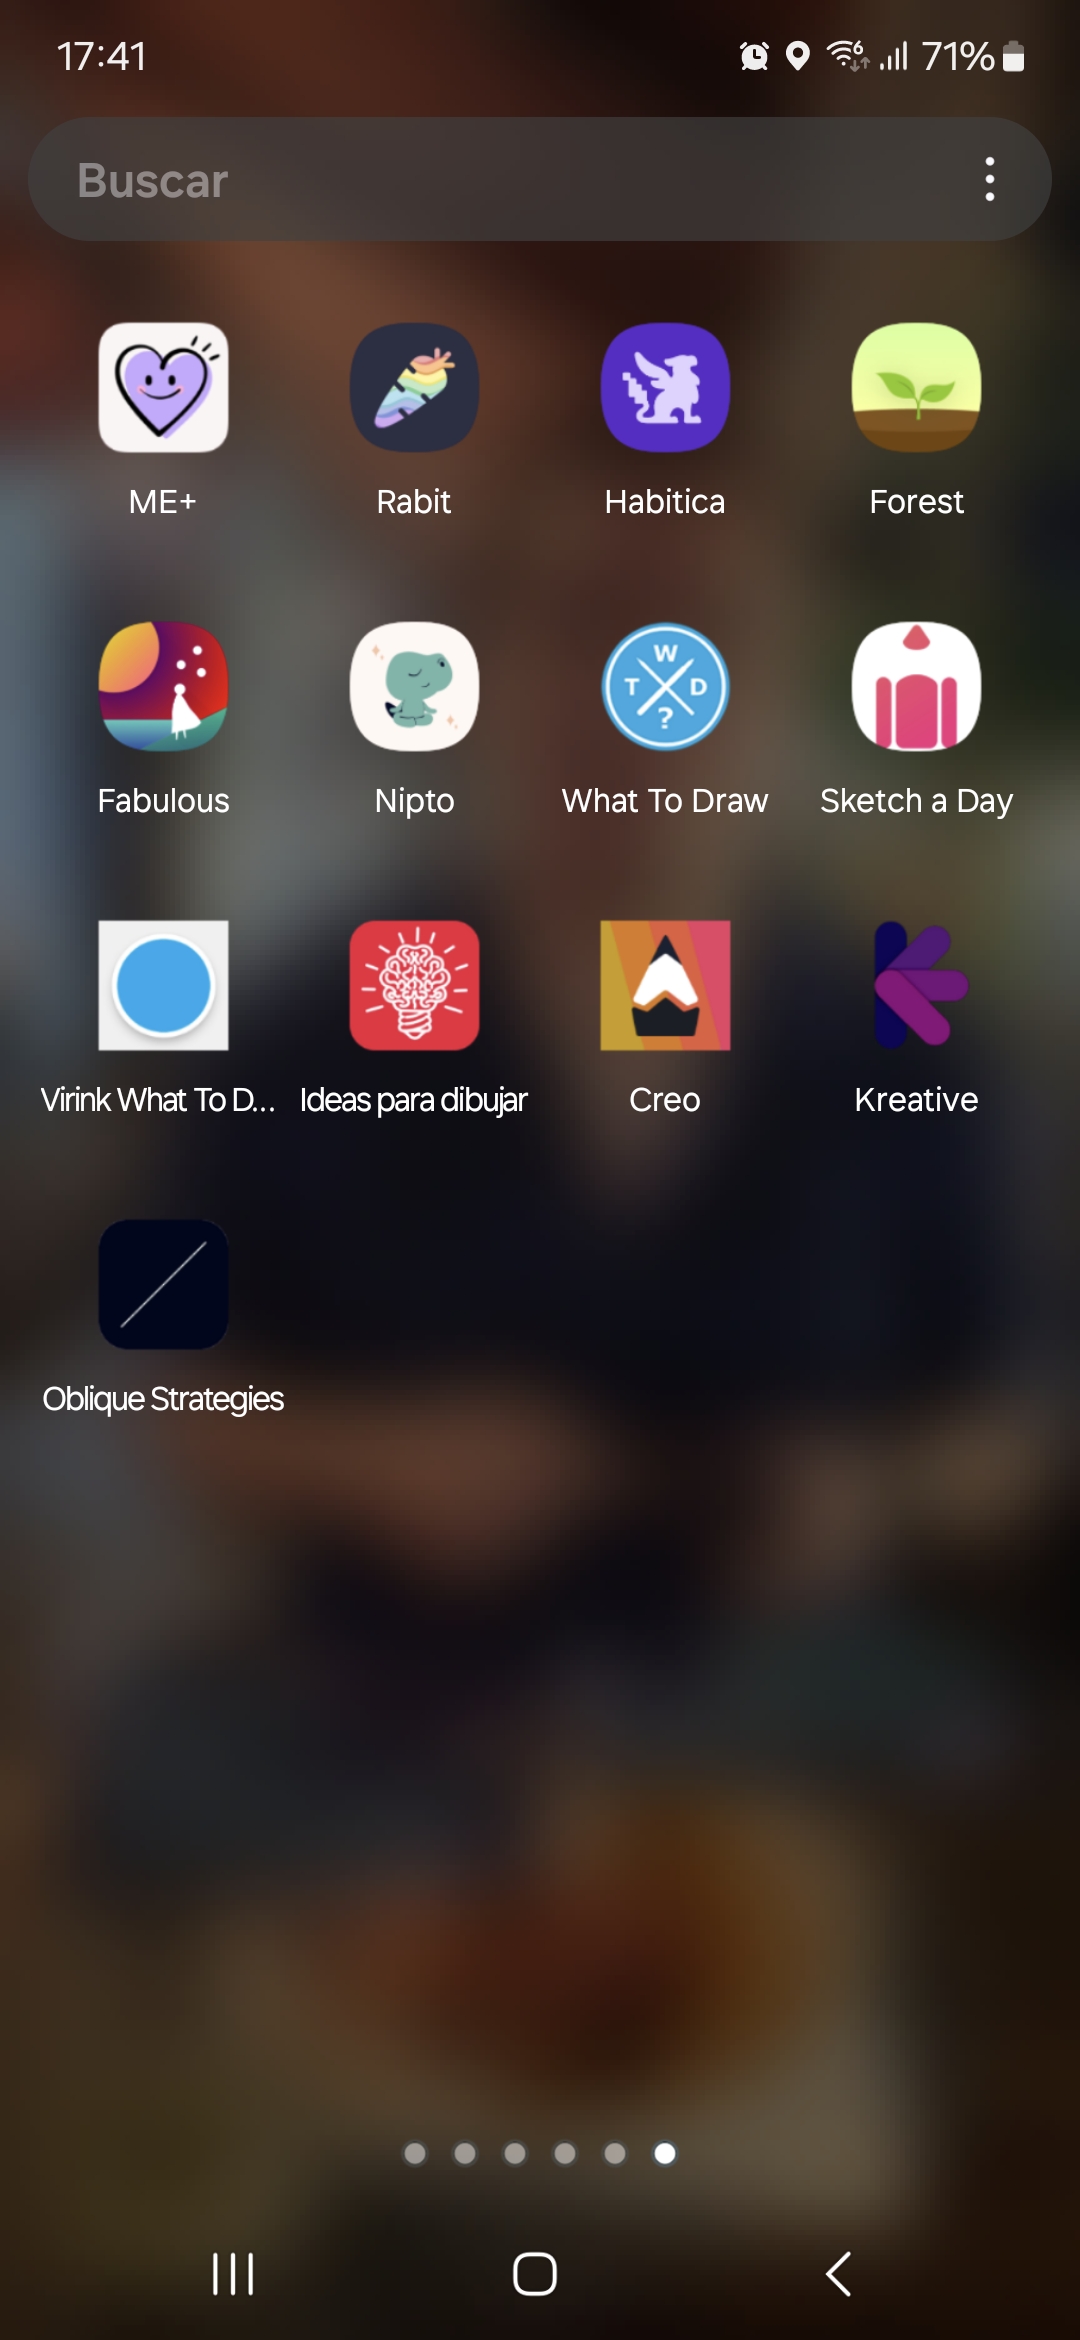 17:41
6
71%
Buscar
ME+
Rabit
Habitica
Forest
W
T D
?
Fabulous
Nipto
What To Draw
Sketch a Day
Virink What To D...
Ideas para dibujar
Creo
Kreative
Oblique Strategies